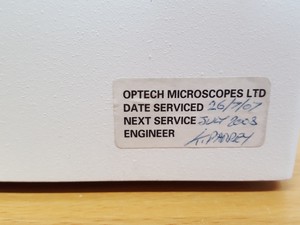 OPTECH MICROSCOPES LTD
DATE SERVICED 26/7/07
NEXT SERVICE JULY 2008
ENGINEER